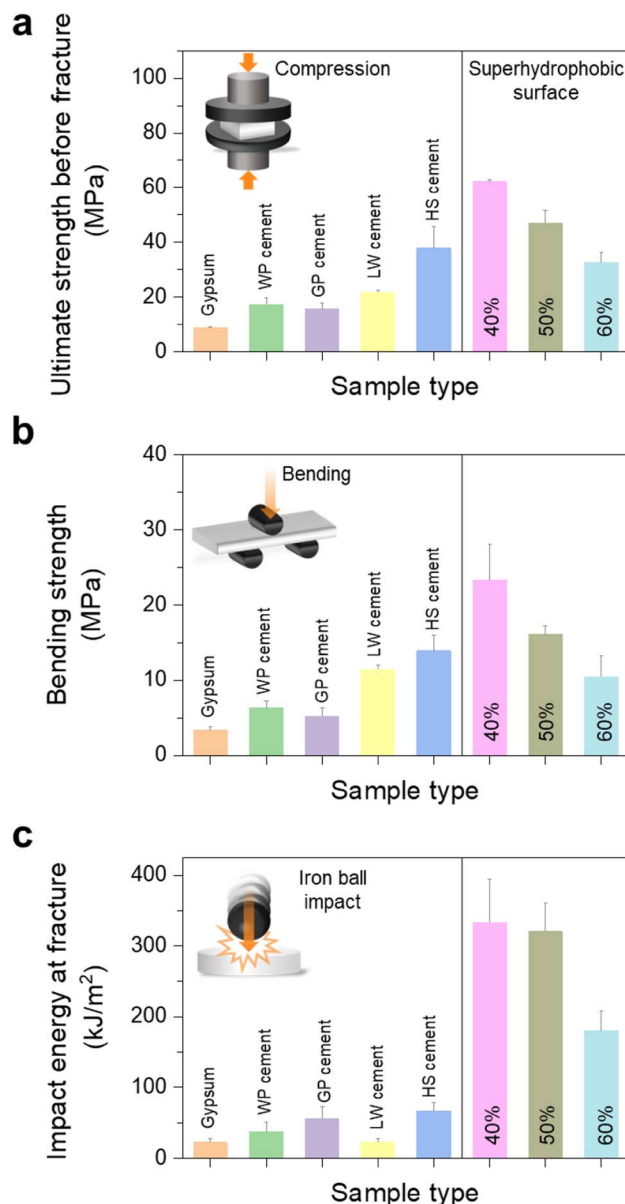 a
Ultimate strength before fracture
(MPa)
100
80
60
40
20
0
Compression
Superhydrophobic
surface
Gypsum
WP cement
GP cement
LW cement
HS cement
40%
50%
60%
Sample type
b
Bending strength
(MPa)
40
30
20
10
0
Bending
Gypsum
WP cement
GP cement
LW cement
HS cement
40%
50%
60%
Sample type
c
Impact energy at fracture
(kJ/m²)
400
300
200
100
0
Iron ball
impact
Gypsum
WP cement
GP cement
LW cement
HS cement
40%
50%
60%
Sample type